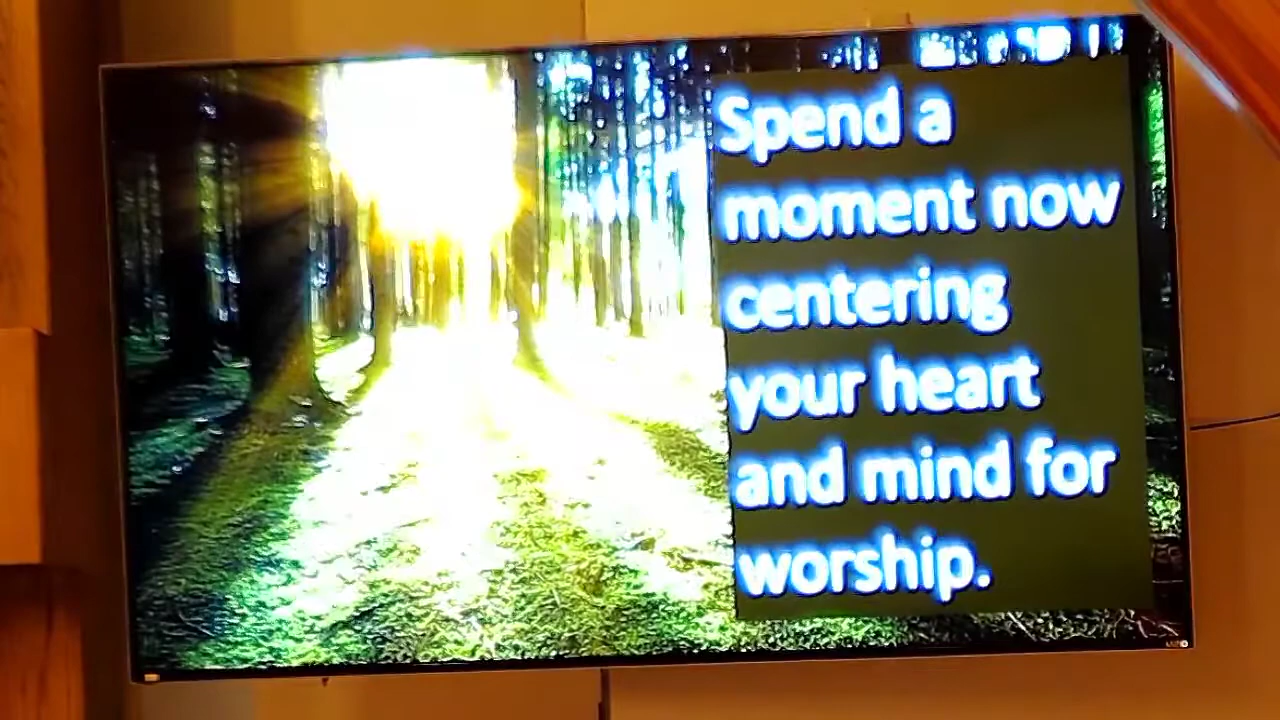 Spend a
moment now
centering
your heart
and mind for
worship.